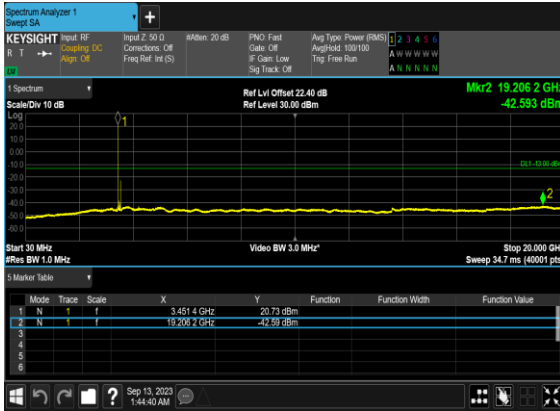 Spectrum Analyzer 1
Swept SA
+
KEYSIGHT
R T
LV
Input: RF
Coupling: DC
Align: Off
Input Z: 50 Ω
Corrections: Off
Freq Ref: Int (S)
#Atten: 20 dB
PNO: Fast
Gate: Off
IF Gain: Low
Sig Track: Off
Avg Type: Power (RMS)
Avg|Hold: 100/100
Trig: Free Run
1 2 3 4 5 6
A W W W W W
A N N N N N
1 Spectrum
Scale/Div 10 dB
Ref Lvl Offset 22.40 dB
Ref Level 30.00 dBm
Mkr2 19.206 2 GHz
-42.593 dBm
Log
20.0
10.0
0.00
-10.0
-20.0
-30.0
-40.0
-50.0
-60.0
1
DL1 -13.00 dBm
2
Start 30 MHz
#Res BW 1.0 MHz
Video BW 3.0 MHz*
Stop 20.000 GHz
Sweep 34.7 ms (40001 pts)
5 Marker Table
Mode Trace Scale X Y Function Function Width Function Value
1 N 1 f 3.451 4 GHz 20.73 dBm
2 N 1 f 19.206 2 GHz -42.59 dBm
3
4
5
6
?
Sep 13, 2023
1:44:40 AM